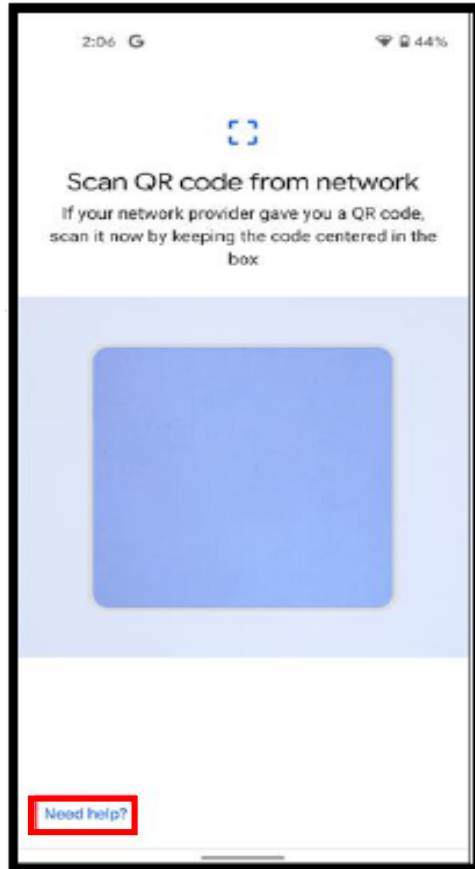 2:06 G 44%
Scan QR code from network
If your network provider gave you a QR code,
scan it now by keeping the code centered in the
box
Need help?